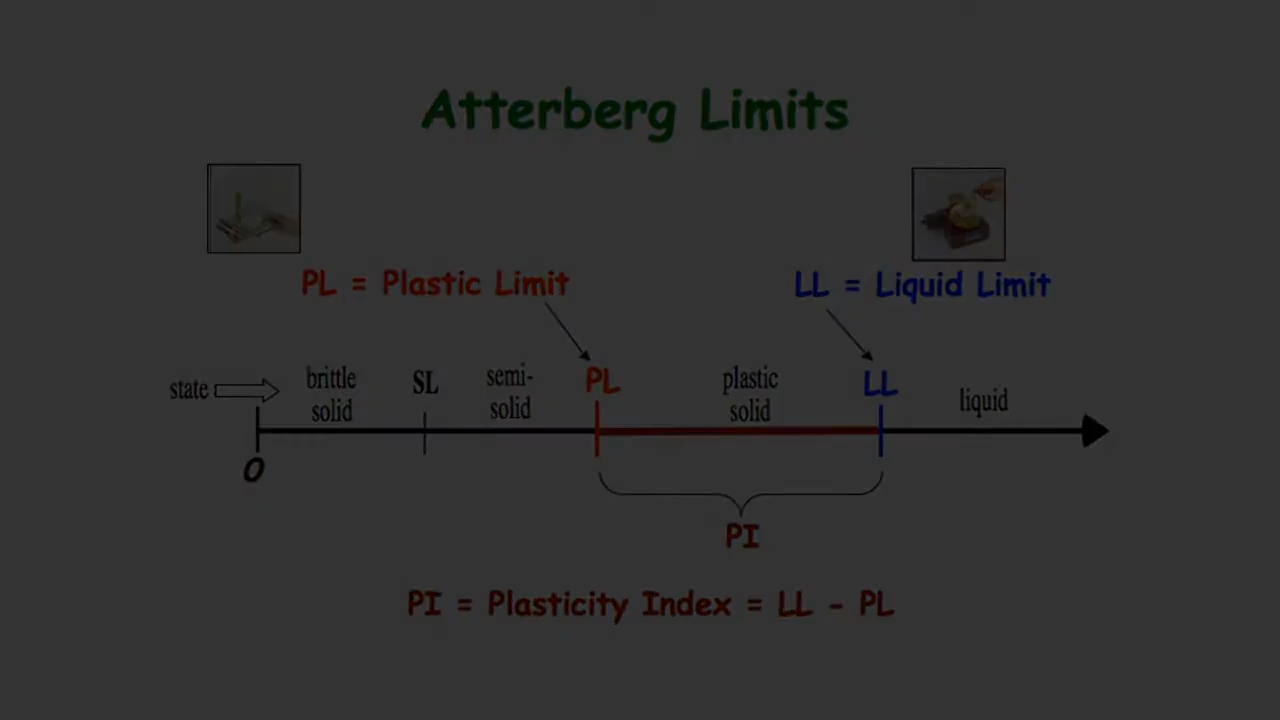 Atterberg Limits
PL = Plastic Limit
LL = Liquid Limit
state
brittle
solid
SL
semi-
solid
PL
plastic
solid
LL
liquid
O
PI
PI = Plasticity Index = LL - PL